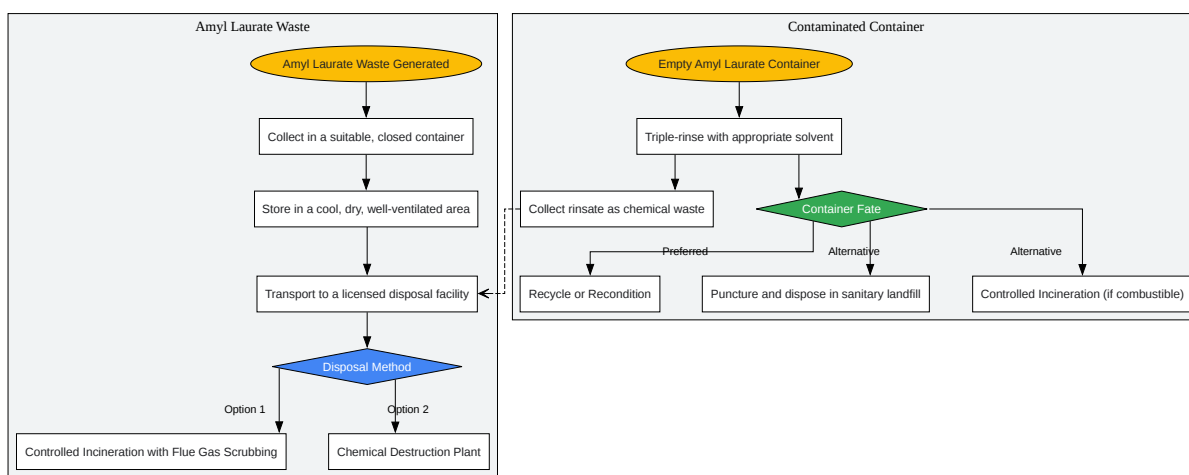 Amyl Laurate Waste
Amyl Laurate Waste Generated
Collect in a suitable, closed container
Store in a cool, dry, well-ventilated area
Transport to a licensed disposal facility
Disposal Method
Option 1
Option 2
Controlled Incineration with Flue Gas Scrubbing
Chemical Destruction Plant
Contaminated Container
Empty Amyl Laurate Container
Triple-rinse with appropriate solvent
Collect rinsate as chemical waste
Container Fate
Preferred
Alternative
Alternative
Recycle or Recondition
Puncture and dispose in sanitary landfill
Controlled Incineration (if combustible)